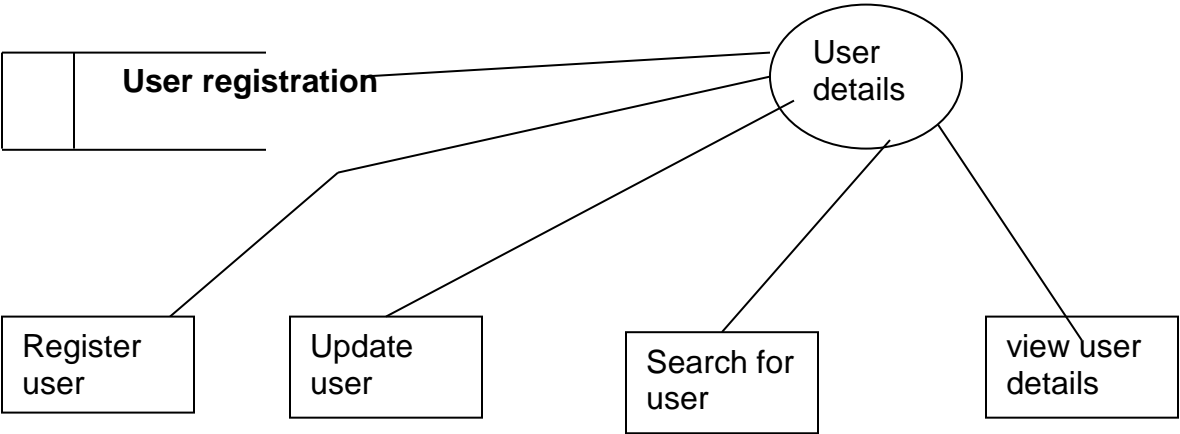 User registration
User
details
Register
user
Update
user
Search for
user
view user
details